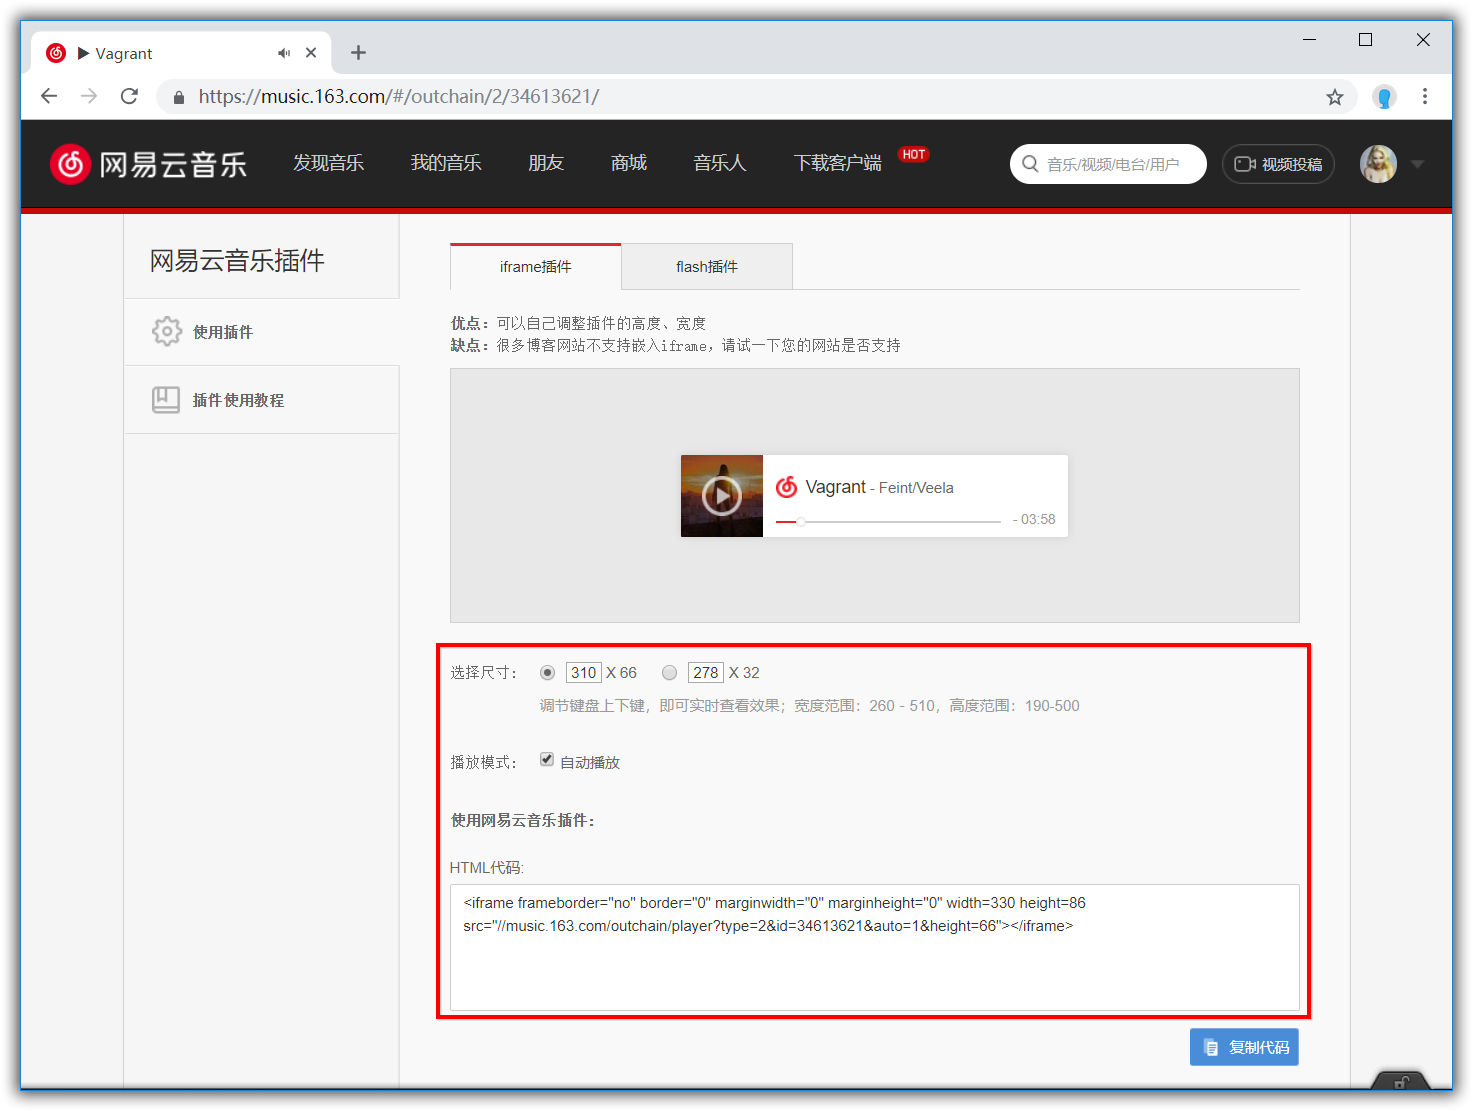 ▶ Vagrant
https://music.163.com/#/outchain/2/34613621/
网易云音乐
发现音乐
我的音乐
朋友
商城
音乐人
下载客户端
HOT
音乐/视频/电台/用户
视频投稿
网易云音乐插件
使用插件
插件使用教程
iframe插件
flash插件
优点：可以自己调整插件的高度、宽度
缺点：很多博客网站不支持嵌入iframe，请试一下您的网站是否支持
Vagrant - Feint/Veela
- 03:58
选择尺寸： 310 X 66 278 X 32
调节键盘上下键，即可实时查看效果；宽度范围：260 - 510，高度范围：190-500
播放模式： 自动播放
使用网易云音乐插件：
HTML代码:
<iframe frameborder="no" border="0" marginwidth="0" marginheight="0" width=330 height=86
src="//music.163.com/outchain/player?type=2&id=34613621&auto=1&height=66"></iframe>
复制代码